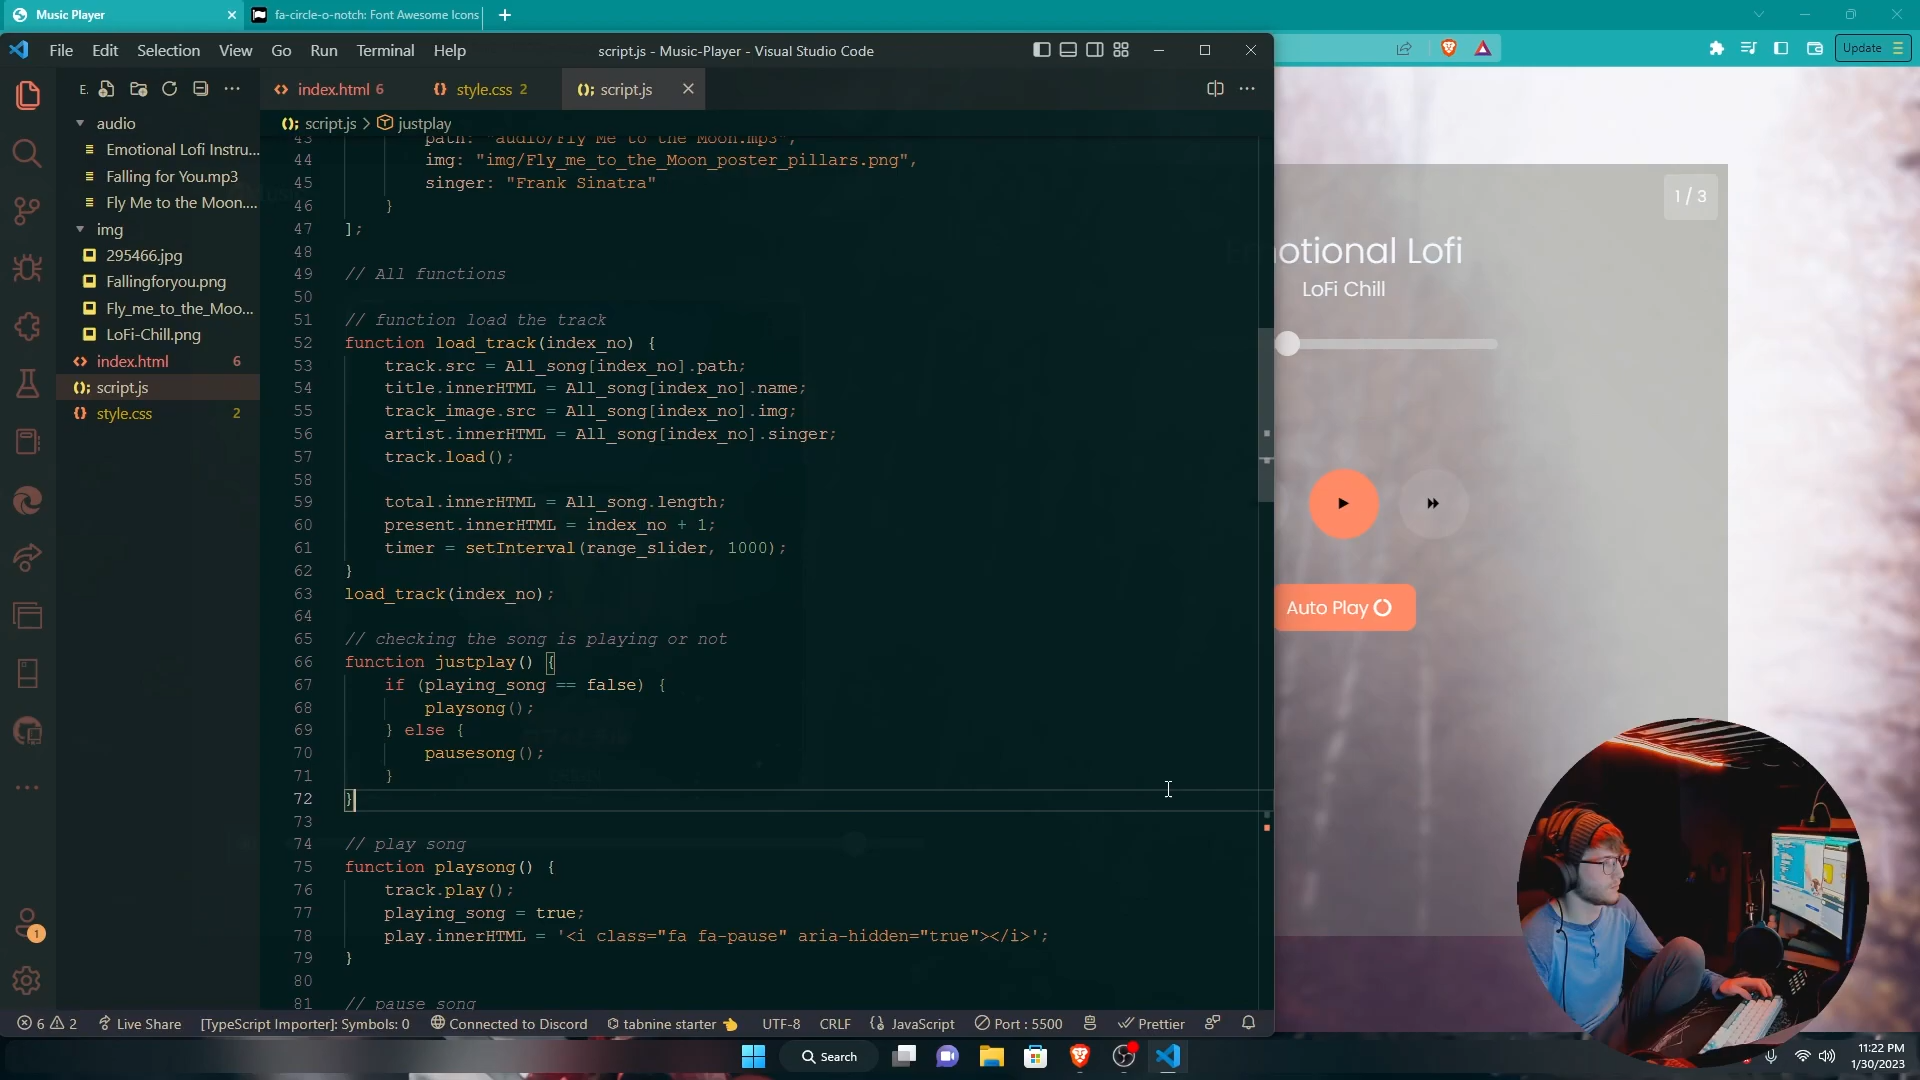 Music Player
fa-circle-o-notch: Font Awesome Icons
File Edit Selection View Go Run Terminal Help
script.js - Music-Player - Visual Studio Code
Update
E.
index.html 6
style.css 2
script.js
script.js > justplay
audio
Emotional Lofi Instru...
Falling for You.mp3
Fly Me to the Moon....
img
295466.jpg
Fallingforyou.png
Fly_me_to_the_Moo...
LoFi-Chill.png
index.html 6
script.js
style.css 2
43 path: "audio/Fly Me to the Moon.mp3",
44 img: "img/Fly_me_to_the_Moon_poster_pillars.png",
45 singer: "Frank Sinatra"
46 }
47 ];
48
49 // All functions
50
51 // function load the track
52 function load_track(index_no) {
53 track.src = All_song[index_no].path;
54 title.innerHTML = All_song[index_no].name;
55 track_image.src = All_song[index_no].img;
56 artist.innerHTML = All_song[index_no].singer;
57 track.load();
58
59 total.innerHTML = All_song.length;
60 present.innerHTML = index_no + 1;
61 timer = setInterval(range_slider, 1000);
62 }
63 load_track(index_no);
64
65 // checking the song is playing or not
66 function justplay() {
67 if (playing_song == false) {
68 playsong();
69 } else {
70 pausesong();
71 }
72 }
73
74 // play song
75 function playsong() {
76 track.play();
77 playing_song = true;
78 play.innerHTML = '<i class="fa fa-pause" aria-hidden="true"></i>';
79 }
80
81 // pause song
1 / 3
otional Lofi
LoFi Chill
Auto Play
1
6 2 Live Share [TypeScript Importer]: Symbols: 0 Connected to Discord tabnine starter UTF-8 CRLF JavaScript Port : 5500 Prettier
Search
11:22 PM
1/30/2023